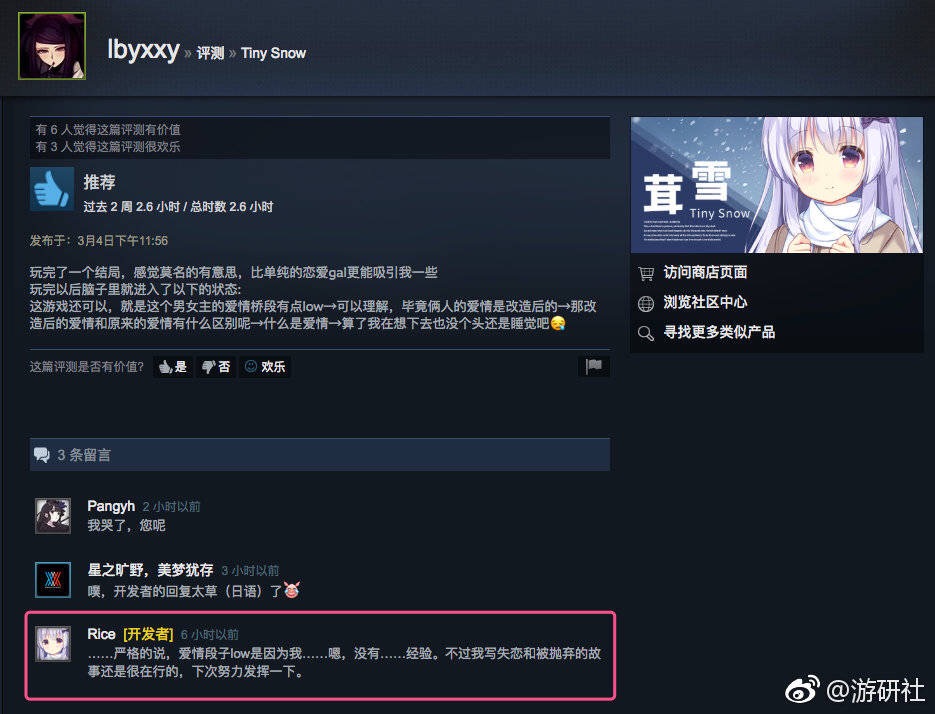 lbyxxy » 评测 » Tiny Snow
有 6 人觉得这篇评测有价值
有 3 人觉得这篇评测很欢乐
推荐
过去 2 周 2.6 小时 / 总时数 2.6 小时
发布于：3月4日下午11:56
玩完了一个结局，感觉莫名的有意思，比单纯的恋爱gal更能吸引我一些
玩完以后脑子里就进入了以下的状态:
这游戏还可以，就是这个男女主的爱情桥段有点low→可以理解，毕竟俩人的爱情是改造后的→那改
造后的爱情和原来的爱情有什么区别呢→什么是爱情→算了我在想下去也没个头还是睡觉吧😪
这篇评测是否有价值？ 是 否 欢乐
茸雪
Tiny Snow
访问商店页面
浏览社区中心
寻找更多类似产品
3 条留言
Pangyh 2 小时以前
我哭了，您呢
星之旷野，美梦犹存 3 小时以前
噗，开发者的回复太草（日语）了🐷
Rice [开发者] 6 小时以前
……严格的说，爱情段子low是因为我……嗯，没有……经验。不过我写失恋和被抛弃的故
事还是很在行的，下次努力发挥一下。
@游研社